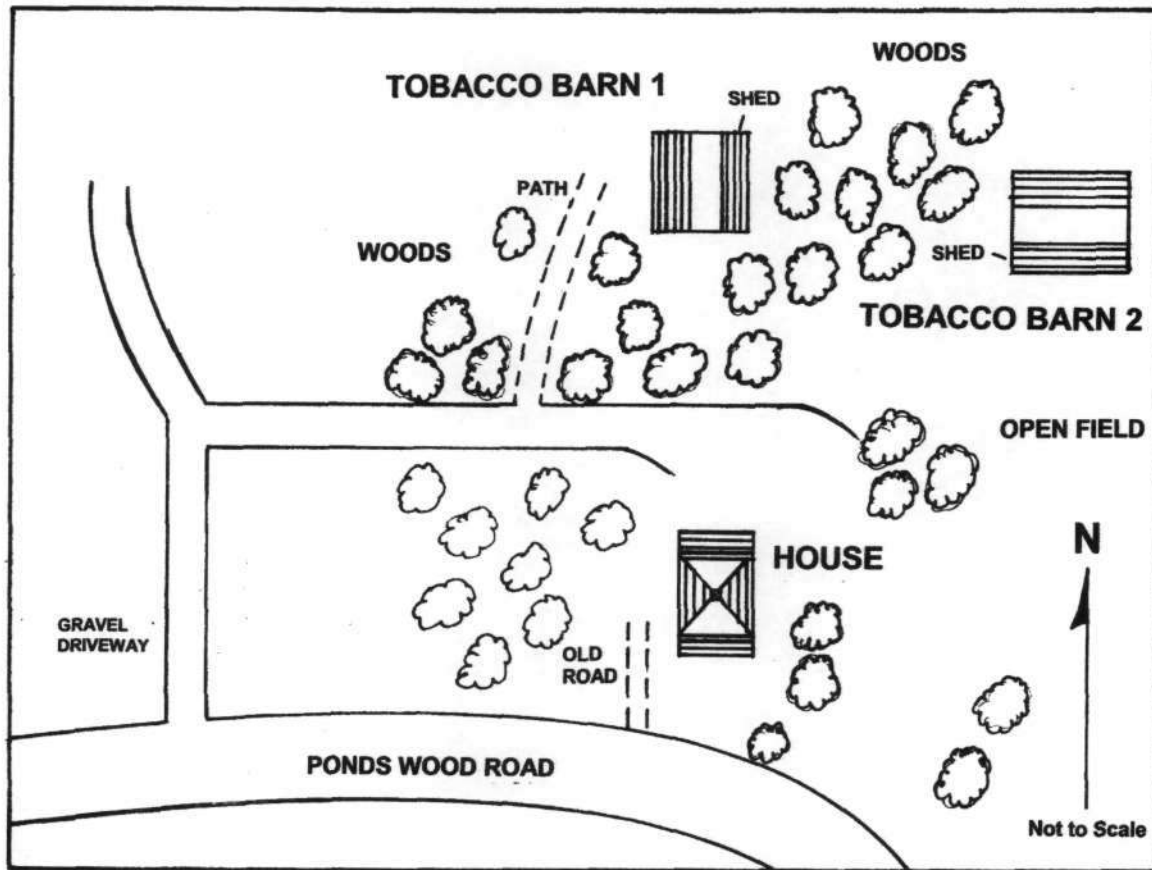 WOODS
TOBACCO BARN 1
SHED
PATH
WOODS
SHED
TOBACCO BARN 2
OPEN FIELD
N
HOUSE
GRAVEL
DRIVEWAY
OLD
ROAD
PONDS WOOD ROAD
Not to Scale